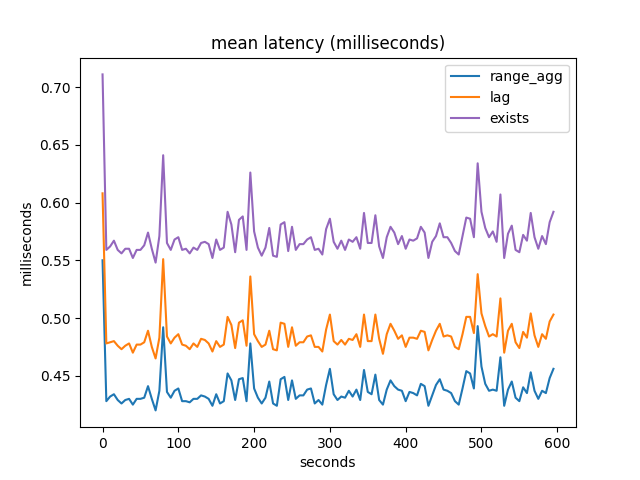 mean latency (milliseconds)
range_agg
lag
exists
milliseconds
0.70
0.65
0.60
0.55
0.50
0.45
0
100
200
300
400
500
600
seconds